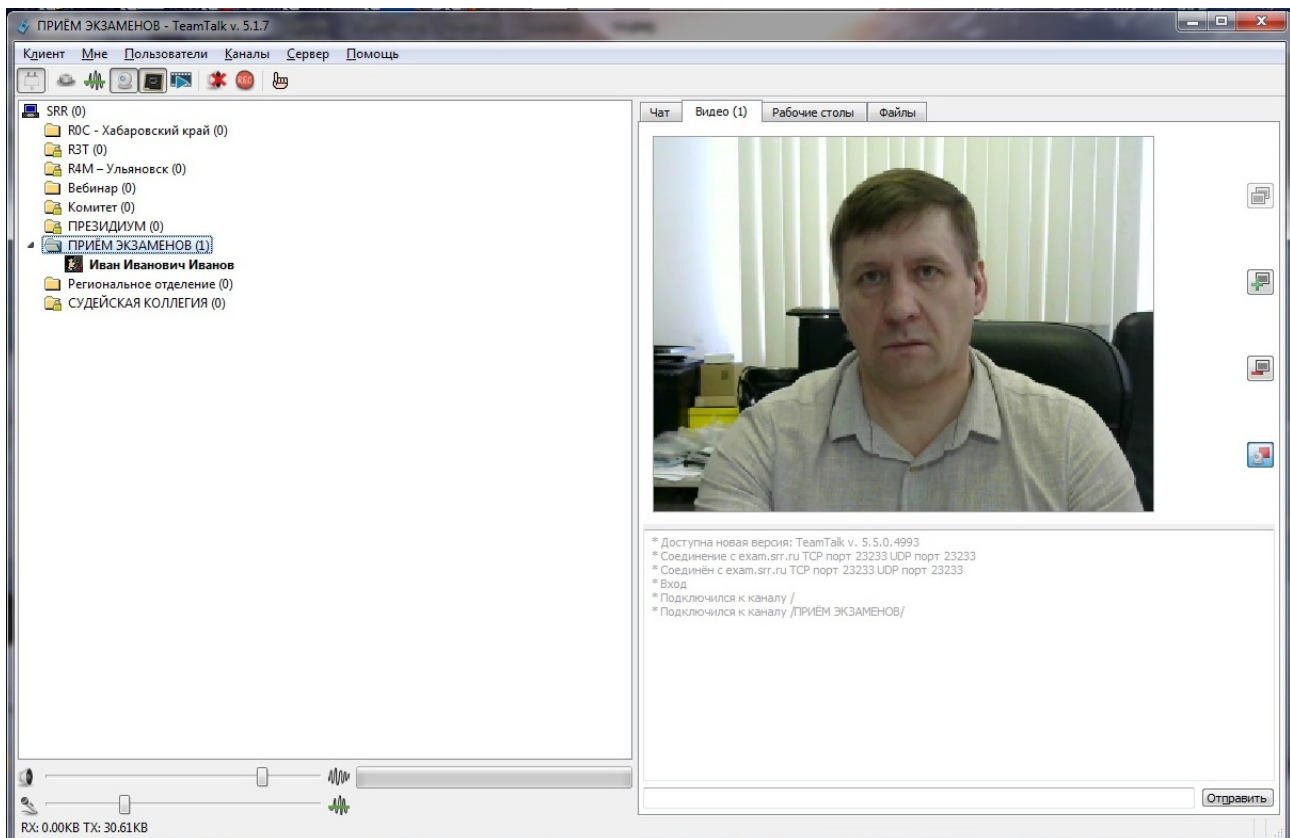 ПРИЁМ ЭКЗАМЕНОВ - TeamTalk v. 5.1.7
Клиент Мне Пользователи Каналы Сервер Помощь
REC
SRR (0)
R0C - Хабаровский край (0)
R3T (0)
R4M – Ульяновск (0)
Вебинар (0)
Комитет (0)
ПРЕЗИДИУМ (0)
ПРИЁМ ЭКЗАМЕНОВ (1)
Иван Иванович Иванов
Региональное отделение (0)
СУДЕЙСКАЯ КОЛЛЕГИЯ (0)
Чат Видео (1) Рабочие столы Файлы
* Доступна новая версия: TeamTalk v. 5.5.0.4993
* Соединение с exam.srr.ru TCP порт 23233 UDP порт 23233
* Соединён с exam.srr.ru TCP порт 23233 UDP порт 23233
* Вход
* Подключился к каналу /
* Подключился к каналу /ПРИЁМ ЭКЗАМЕНОВ/
Отправить
RX: 0.00KB TX: 30.61KB